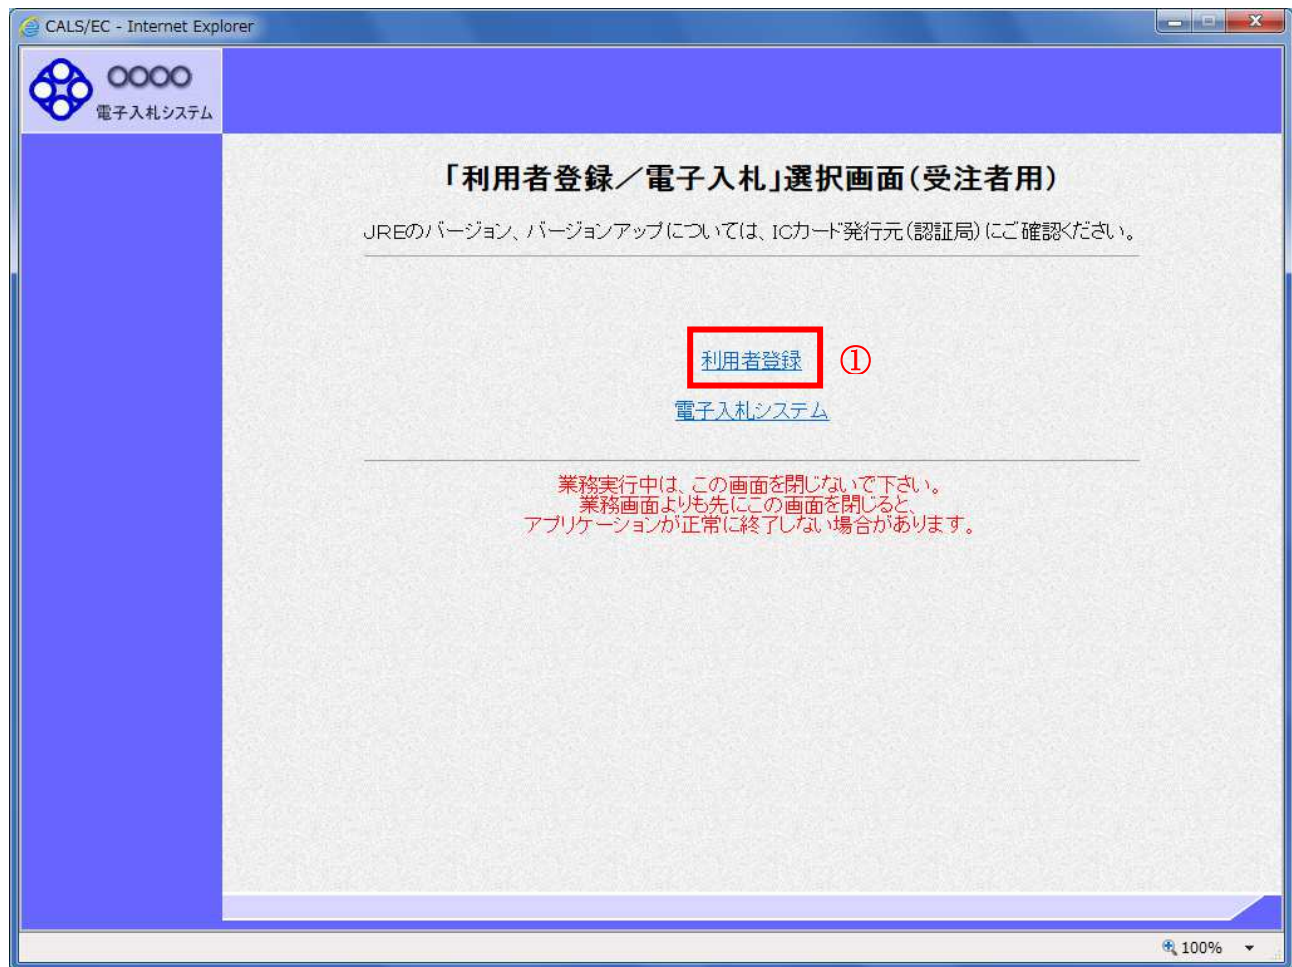 CALS/EC - Internet Explorer
○○○○
電子入札システム
「利用者登録／電子入札」選択画面（受注者用）
JREのバージョン、バージョンアップについては、ICカード発行元（認証局）にご確認ください。
利用者登録 ①
電子入札システム
業務実行中は、この画面を閉じないで下さい。
業務画面よりも先にこの画面を閉じると、
アプリケーションが正常に終了しない場合があります。
100%